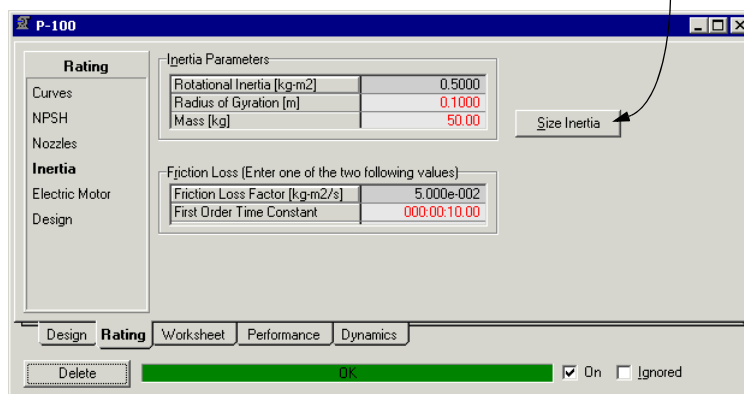 P-100
Rating
Curves
NPSH
Nozzles
Inertia
Electric Motor
Design
Inertia Parameters
Rotational Inertia [kg-m2] 0.5000
Radius of Gyration [m] 0.1000
Mass [kg] 50.00
Size Inertia
Friction Loss (Enter one of the two following values)
Friction Loss Factor [kg-m2/s] 5.000e-002
First Order Time Constant 000:00:10.00
Design Rating Worksheet Performance Dynamics
Delete OK On Ignored